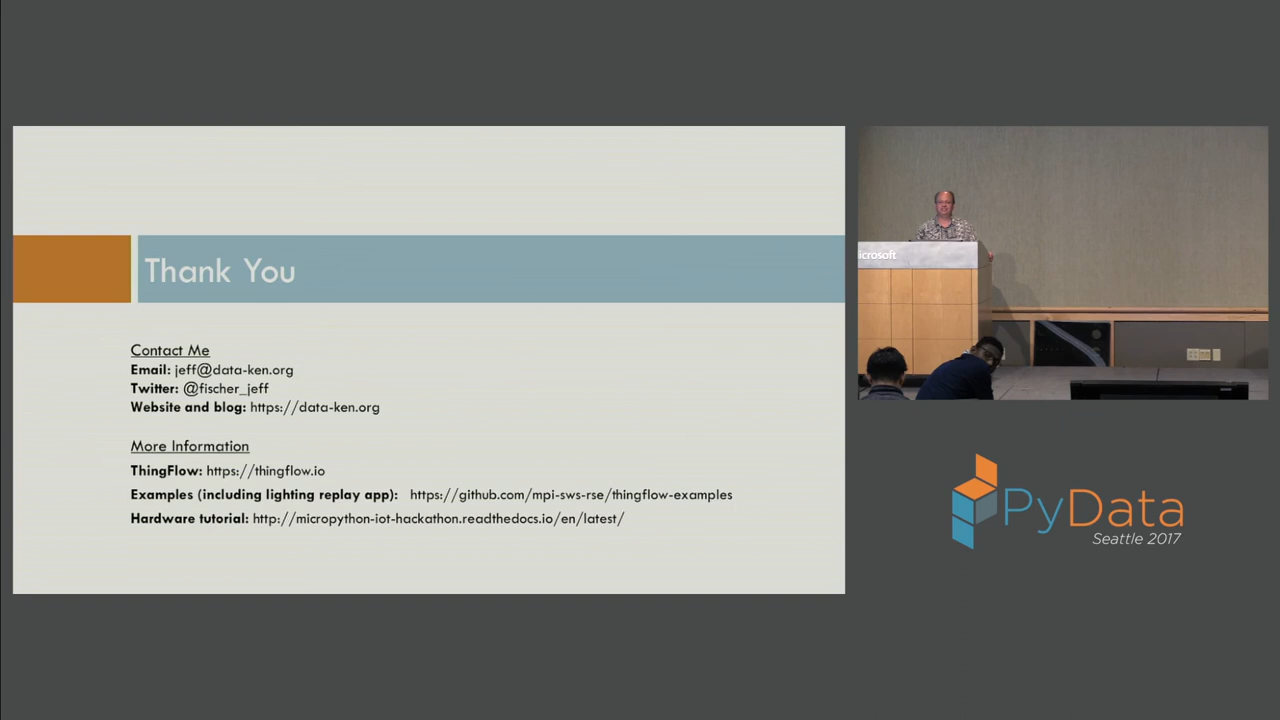 Thank You
Contact Me
Email: jeff@data-ken.org
Twitter: @fischer_jeff
Website and blog: https://data-ken.org
More Information
ThingFlow: https://thingflow.io
Examples (including lighting replay app): https://github.com/mpi-sws-rse/thingflow-examples
Hardware tutorial: http://micropython-iot-hackathon.readthedocs.io/en/latest/
icrosoft
PyData
Seattle 2017